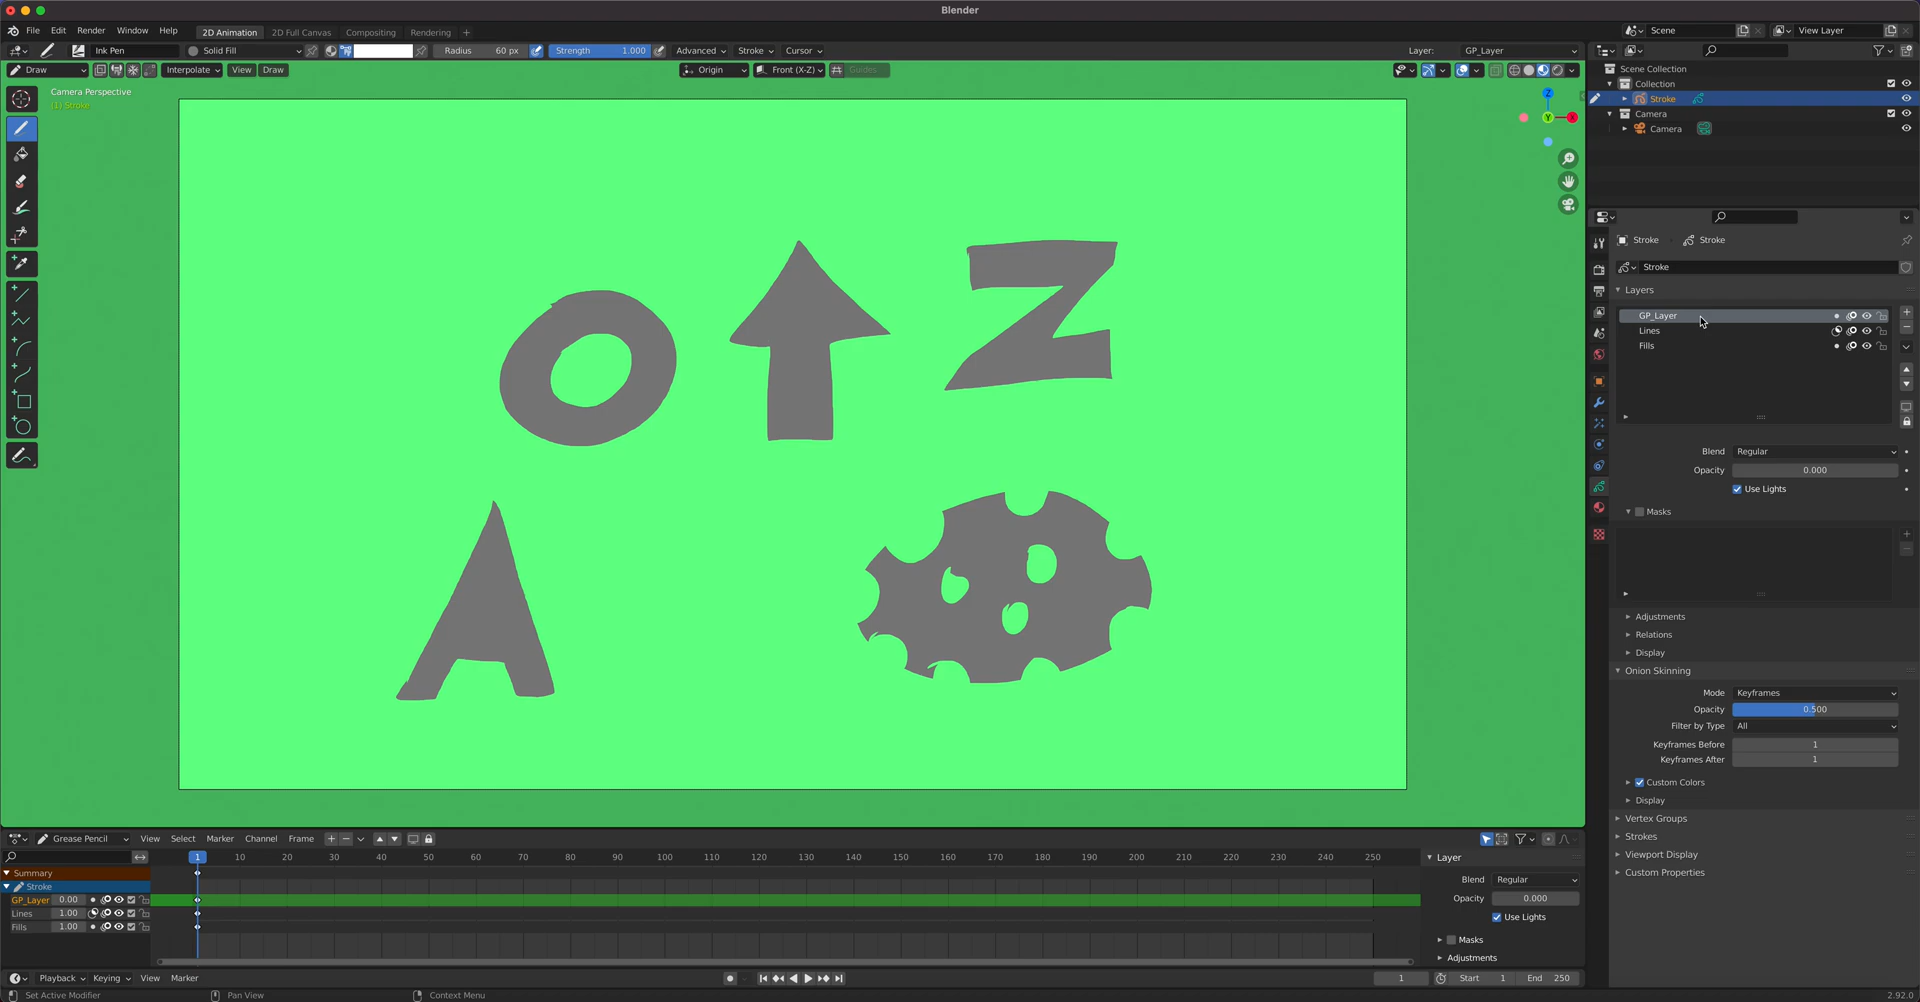 Blender
File Edit Render Window Help 2D Animation 2D Full Canvas Compositing Rendering + Scene View Layer
Ink Pen Solid Fill Radius 60 px Strength 1.000 Advanced Stroke Cursor Layer: GP_Layer
Draw Interpolate View Draw Origin Front (X-Z) Guides
Scene Collection
Collection
Stroke
Camera
Camera
Camera Perspective
(1) Stroke
Z
Y
X
O Z
A
Stroke Stroke
Stroke
Layers
GP_Layer
Lines
Fills
Blend Regular
Opacity 0.000
Use Lights
Masks
Adjustments
Relations
Display
Onion Skinning
Mode Keyframes
Opacity 0.500
Filter by Type All
Keyframes Before 1
Keyframes After 1
Custom Colors
Display
Vertex Groups
Strokes
Viewport Display
Custom Properties
Grease Pencil View Select Marker Channel Frame
1 10 20 30 40 50 60 70 80 90 100 110 120 130 140 150 160 170 180 190 200 210 220 230 240 250
Summary
Stroke
GP_Layer 0.00
Lines 1.00
Fills 1.00
Layer
Blend Regular
Opacity 0.000
Use Lights
Masks
Adjustments
Playback Keying View Marker 1 Start 1 End 250
Set Active Modifier Pan View Context Menu 2.92.0